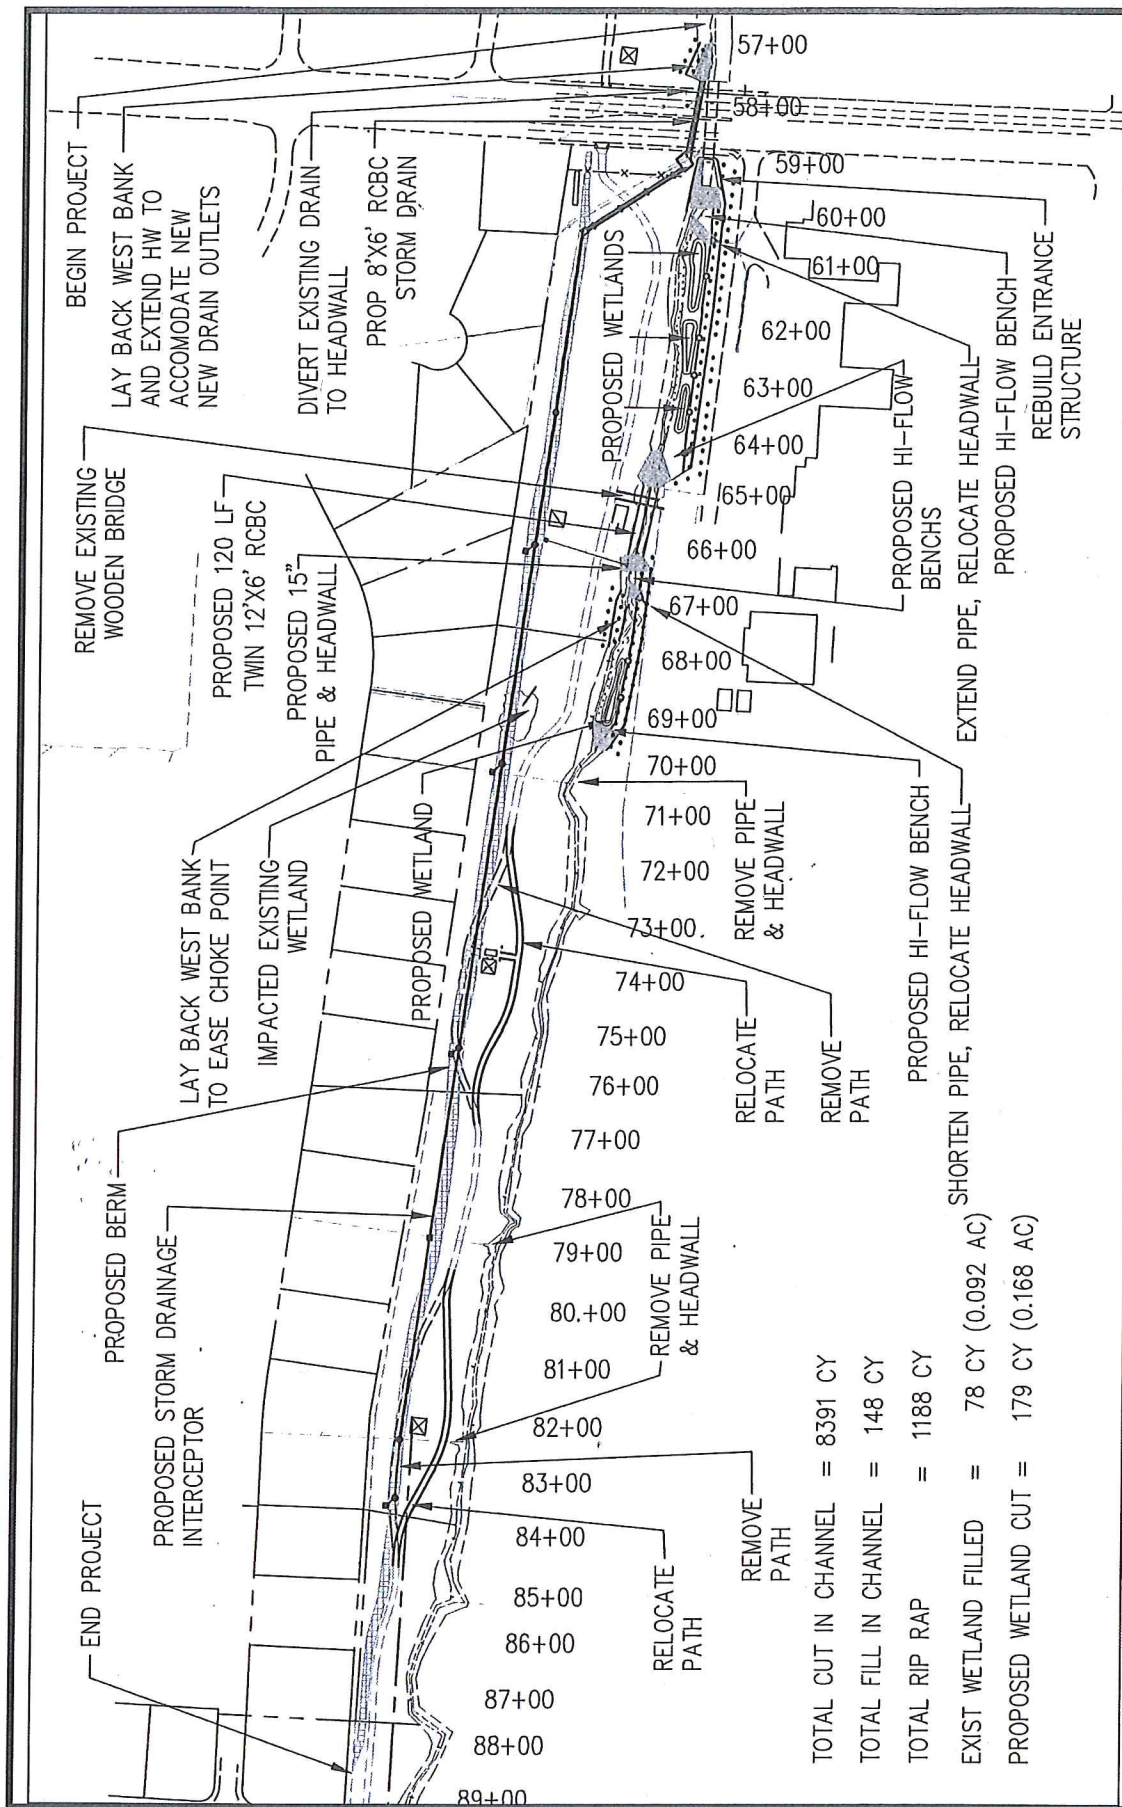 BEGIN PROJECT
LAY BACK WEST BANK
AND EXTEND HW TO
ACCOMODATE NEW
NEW DRAIN OUTLETS
DIVERT EXISTING DRAIN
TO HEADWALL
PROP 8'X6' RCBC
STORM DRAIN
REMOVE EXISTING
WOODEN BRIDGE
PROPOSED 120 LF
TWIN 12'X6' RCBC
PROPOSED 15"
PIPE & HEADWALL
LAY BACK WEST BANK
TO EASE CHOKE POINT
IMPACTED EXISTING
WETLAND
PROPOSED WETLAND
PROPOSED WETLANDS
PROPOSED BERM
PROPOSED STORM DRAINAGE
INTERCEPTOR
END PROJECT
57+00
58+00
59+00
60+00
61+00
62+00
63+00
64+00
65+00
66+00
67+00
68+00
69+00
70+00
71+00
72+00
73+00.
74+00
75+00
76+00
77+00
78+00
79+00
80.+00
81+00
82+00
83+00
84+00
85+00
86+00
87+00
88+00
89+00
REBUILD ENTRANCE
STRUCTURE
PROPOSED HI-FLOW BENCH
EXTEND PIPE, RELOCATE HEADWALL
PROPOSED HI-FLOW
BENCHS
SHORTEN PIPE, RELOCATE HEADWALL
PROPOSED HI-FLOW BENCH
REMOVE PIPE
& HEADWALL
REMOVE
PATH
RELOCATE
PATH
REMOVE PIPE
& HEADWALL
REMOVE
PATH
RELOCATE
PATH
TOTAL CUT IN CHANNEL = 8391 CY
TOTAL FILL IN CHANNEL = 148 CY
TOTAL RIP RAP = 1188 CY
EXIST WETLAND FILLED = 78 CY (0.092 AC)
PROPOSED WETLAND CUT = 179 CY (0.168 AC)